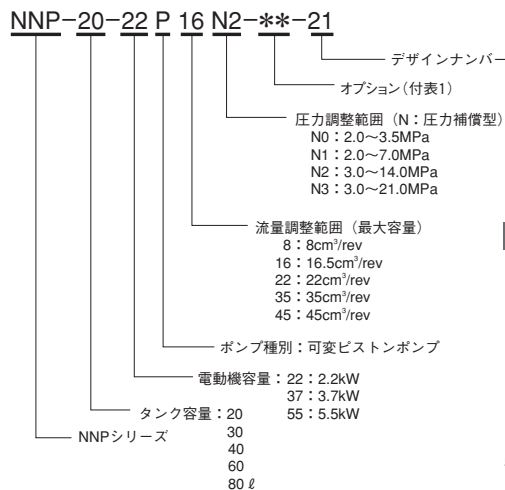 NNP-20-22 P 16 N2-**-21
デザインナンバー
オプション(付表1)
圧力調整範囲（N：圧力補償型）
N0：2.0〜3.5MPa
N1：2.0〜7.0MPa
N2：3.0〜14.0MPa
N3：3.0〜21.0MPa
流量調整範囲（最大容量）
8：8cm³/rev
16：16.5cm³/rev
22：22cm³/rev
35：35cm³/rev
45：45cm³/rev
ポンプ種別：可変ピストンポンプ
電動機容量：22：2.2kW
37：3.7kW
55：5.5kW
タンク容量：20
30
40
60
80 ℓ
NNPシリーズ